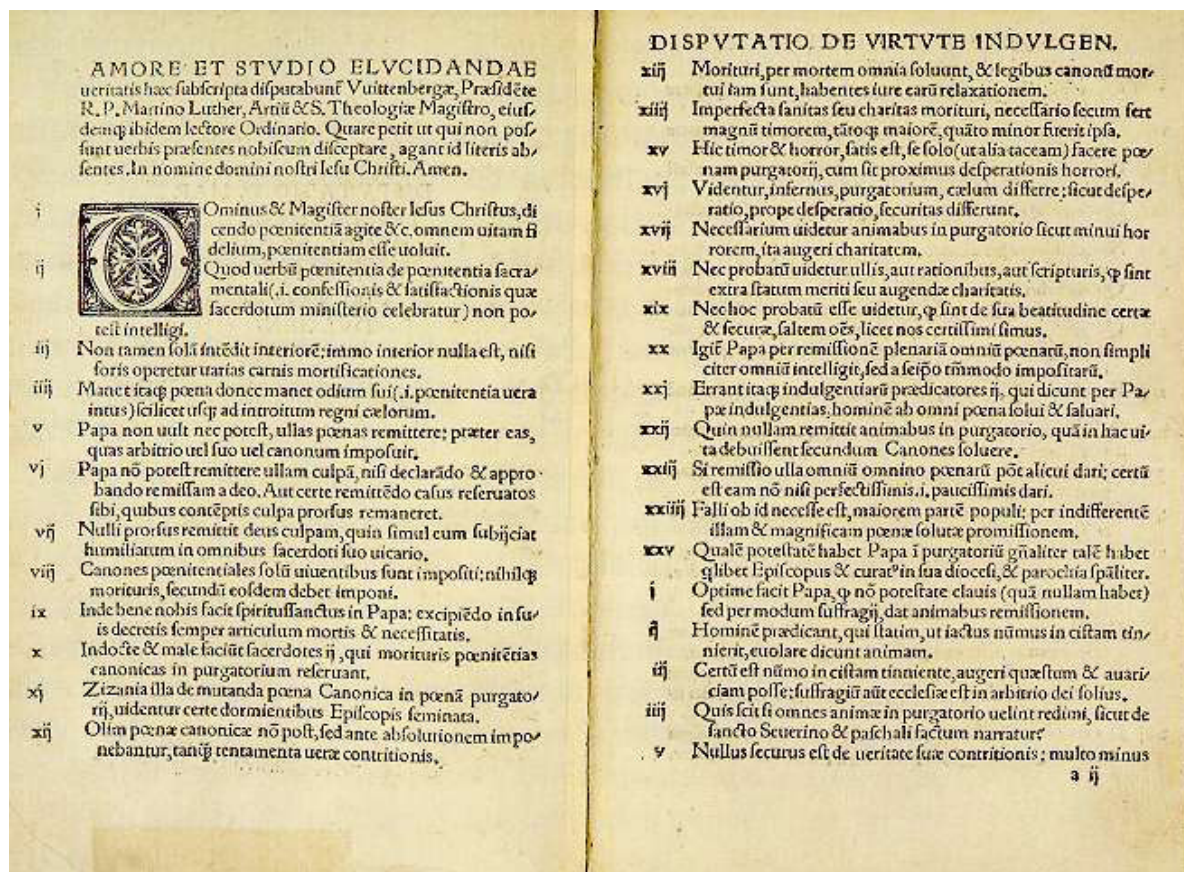 AMORE ET STVDIO ELVCIDANDAE
ueritatis hæc subscripta disputabunt Vuittenbergæ, Præsidēte
R. P. Martino Luther, Artiū & S. Theologiæ Magistro, eius/
demq; ibidem lectore Ordinario. Quare petit ut qui non pos/
sunt uerbis præsentes nobiscum disceptare, agant id literis ab/
sentes. In nomine domini nostri Iesu Christi. Amen.
i DOminus & Magister noster Iesus Christus, di
cendo pœnitentiā agite &c. omnem uitam fi
delium, pœnitentiam esse uoluit.
ij Quod uerbū pœnitentia de pœnitentia sacra/
mentali(.i. confessionis & satisfactionis quæ
sacerdotum ministerio celebratur) non po/
test intelligi.
iij Non tamen solā intēdit interiorē; immo interior nulla est, nisi
foris operetur uarias carnis mortificationes.
iiij Manet itaq; pœna donec manet odium sui(.i. pœnitentia uera
intus) scilicet usq; ad introitum regni cælorum.
v Papa non uult nec potest, ullas pœnas remittere; præter eas,
quas arbitrio uel suo uel canonum imposuit.
vj Papa nō potest remittere ullam culpā, nisi declarādo & appro
bando remissam a deo. Aut certe remittēdo casus reseruatos
sibi, quibus contēptis culpa prorsus remaneret.
vij Nulli prorsus remittit deus culpam, quin simul eum subijciat
humiliatum in omnibus sacerdoti suo uicario.
viij Canones pœnitentiales solū uiuentibus sunt impositi; nihilq;
morituris, secundū eosdem debet imponi.
ix Inde bene nobis facit spiritussanctus in Papa; excipiēdo in su/
is decretis semper articulum mortis & necessitatis.
x Indocte & male faciūt sacerdotes ij, qui morituris pœnitētias
canonicas in purgatorium reseruant.
xj Zizania illa de mutanda pœna Canonica in pœnā purgato/
rij, uidentur certe dormientibus Episcopis seminata.
xij Olim pœnæ canonicæ nō post, sed ante absolutionem impo/
nebantur, tanq̄ tentamenta ueræ contritionis.
DISPVTATIO DE VIRTVTE INDVLGEN.
xiij Morituri, per mortem omnia soluunt, & legibus canonū mor/
tui iam sunt, habentes iure earū relaxationem.
xiiij Imperfecta sanitas seu charitas morituri, necessario secum fert
magnū timorem, tātoq; maiorē, quāto minor fuerit ipsa.
xv Hic timor & horror, satis est, se solo (ut alia taceam) facere pœ/
nam purgatorij, cum sit proximus desperationis horrori.
xvj Videntur, infernus, purgatorium, cælum differre; sicut despe/
ratio, prope desperatio, securitas differunt.
xvij Necessarium uidetur animabus in purgatorio sicut minui hor
rorem, ita augeri charitatem.
xviij Nec probatū uidetur ullis, aut rationibus, aut scripturis, ꝙ sint
extra statum meriti seu augendæ charitatis.
xix Nec hoc probatū esse uidetur, ꝙ sint de sua beatitudine certæ
& securæ, saltem oēs, licet nos certissimi simus.
xx Igit̄ Papa per remissionē plenariā omniū pœnarū, non simpli
citer omniū intelligit, sed a seipo tm̄modo impositarū.
xxj Errant itaq; indulgentiarū prædicatores ij, qui dicunt per Pa/
pæ indulgentias, hominē ab omni pœna solui & saluari.
xxij Quin nullam remittit animabus in purgatorio, quā in hac ui/
ta debuissent secundum Canones soluere.
xxiij Si remissio ulla omniū omnino pœnarū pōt alicui dari; certū
est eam nō nisi perfectissimis.i. paucissimis dari.
xxiiij Falli ob id necesse est, maiorem partē populi; per indifferentē
illam & magnificam pœnæ solutæ promissionem.
xxv Qualē potestatē habet Papa ī purgatoriū gñaliter talē habet
q̄libet Episcopus & curatꝰ in sua diocesi, & parochia sp̄aliter.
i Optime facit Papa, ꝙ nō potestate clauis (quā nullam habet)
sed per modum suffragij, dat animabus remissionem.
ij Hominē prædicant, qui statim, ut iactus nūmus in cistam tin/
nierit, euolare dicunt animam.
iij Certū est nūmo in cistam tinniente, augeri quæstum & auari/
ciam posse; suffragiū aūt ecclesiæ est in arbitrio dei solius.
iiij Quis scit si omnes animæ in purgatorio uelint redimi, sicut de
sancto Seuerino & paschali factum narratur?
v Nullus securus est de ueritate suæ contritionis; multo minus
a ij